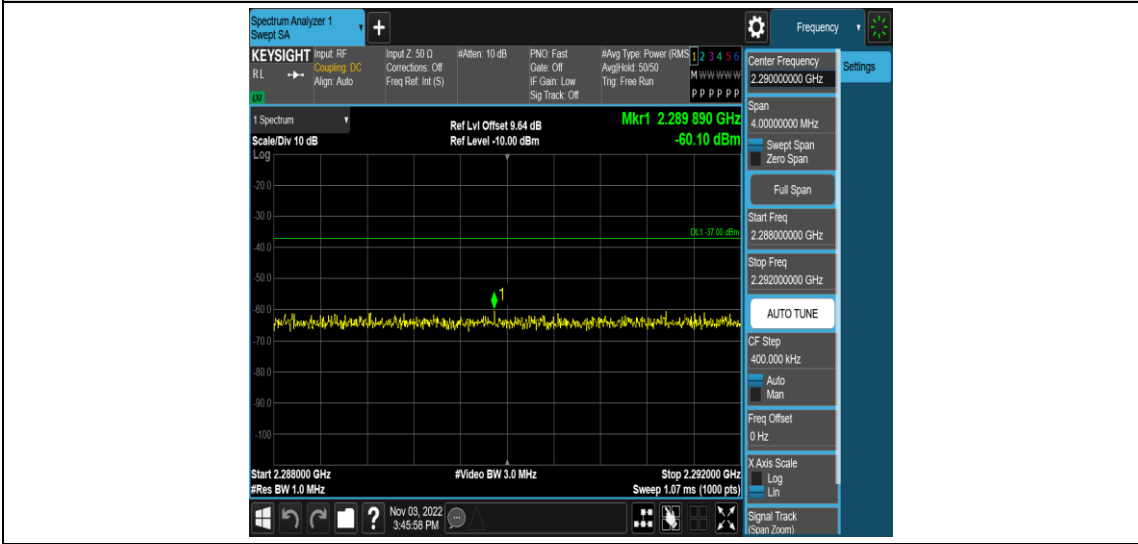 Spectrum Analyzer 1
Swept SA
+
Frequency
KEYSIGHT
RL
Input: RF
Coupling: DC
Align: Auto
Input Z: 50 Ω
Corrections: Off
Freq Ref: Int (S)
#Atten: 10 dB
PNO: Fast
Gate: Off
IF Gain: Low
Sig Track: Off
#Avg Type: Power (RMS
Avg|Hold: 50/50
Trig: Free Run
1 2 3 4 5 6
M W W W W W
P P P P P P
1 Spectrum
Scale/Div 10 dB
Log
Ref Lvl Offset 9.64 dB
Ref Level -10.00 dBm
Mkr1 2.289 890 GHz
-60.10 dBm
-20.0
-30.0
DL1 -37.00 dBm
-40.0
-50.0
1
-60.0
-70.0
-80.0
-90.0
-100
Start 2.288000 GHz
#Video BW 3.0 MHz
Stop 2.292000 GHz
#Res BW 1.0 MHz
Sweep 1.07 ms (1000 pts)
?
Nov 03, 2022
3:45:58 PM
Center Frequency
2.290000000 GHz
Settings
Span
4.00000000 MHz
Swept Span
Zero Span
Full Span
Start Freq
2.288000000 GHz
Stop Freq
2.292000000 GHz
AUTO TUNE
CF Step
400.000 kHz
Auto
Man
Freq Offset
0 Hz
X Axis Scale
Log
Lin
Signal Track
(Span Zoom)